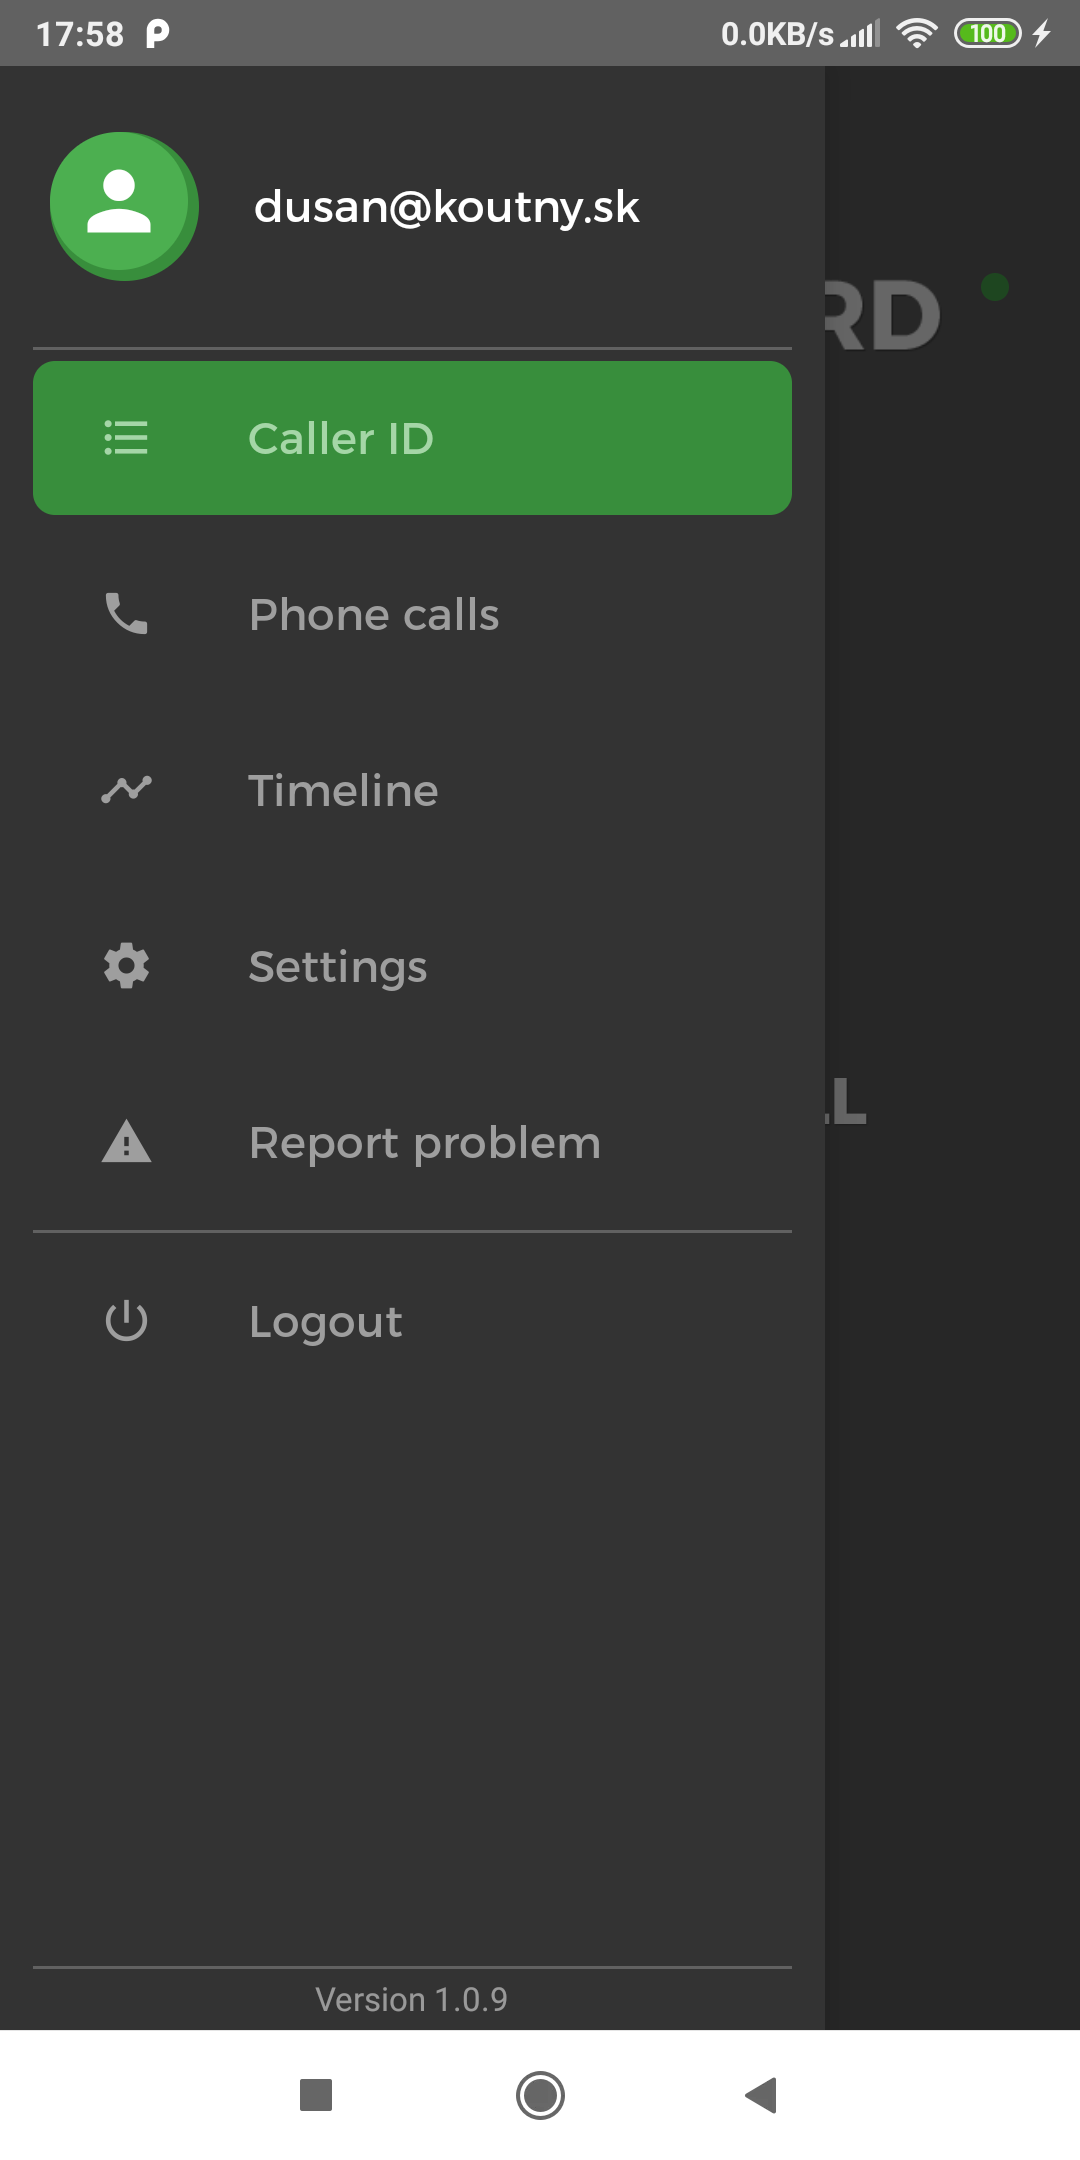 17:58
0.0KB/s
100
dusan@koutny.sk
RD
Caller ID
Phone calls
Timeline
Settings
Report problem
Logout
Version 1.0.9